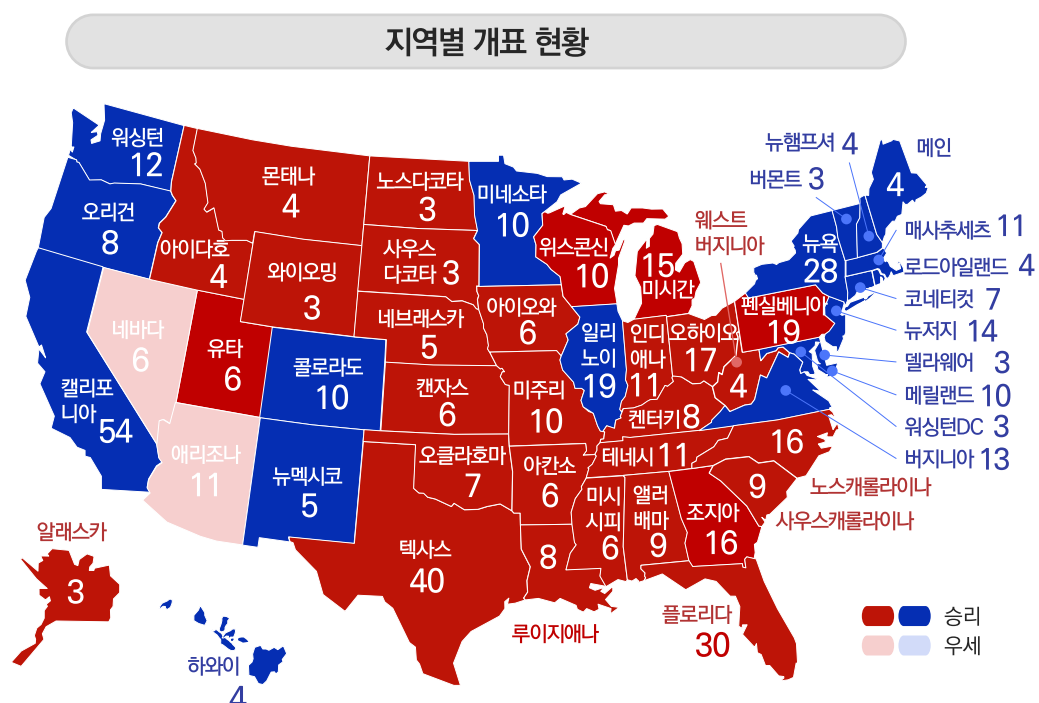 지역별 개표 현황
워싱턴
12
오리건
8
아이다호
4
몬태나
4
와이오밍
3
네바다
6
유타
6
캘리포
니아 54
애리조나
11
콜로라도
10
뉴멕시코
5
노스다코타
3
사우스
다코타 3
네브래스카
5
캔자스
6
오클라호마
7
텍사스
40
미네소타
10
아이오와
6
미주리
10
아칸소
6
8
루이지애나
위스콘신
10
일리
노이
19
15
미시간
인디
애나
11
오하이오
17
켄터키 8
테네시 11
미시
시피
6
앨러
배마
9
조지아
16
플로리다
30
9
사우스캐롤라이나
16
노스캐롤라이나
웨스트
버지니아
4
펜실베니아
19
뉴욕
28
뉴햄프셔 4
버몬트 3
메인
4
매사추세츠 11
로드아일랜드 4
코네티컷 7
뉴저지 14
델라웨어 3
메릴랜드 10
워싱턴DC 3
버지니아 13
알래스카
3
하와이
4
승리
우세